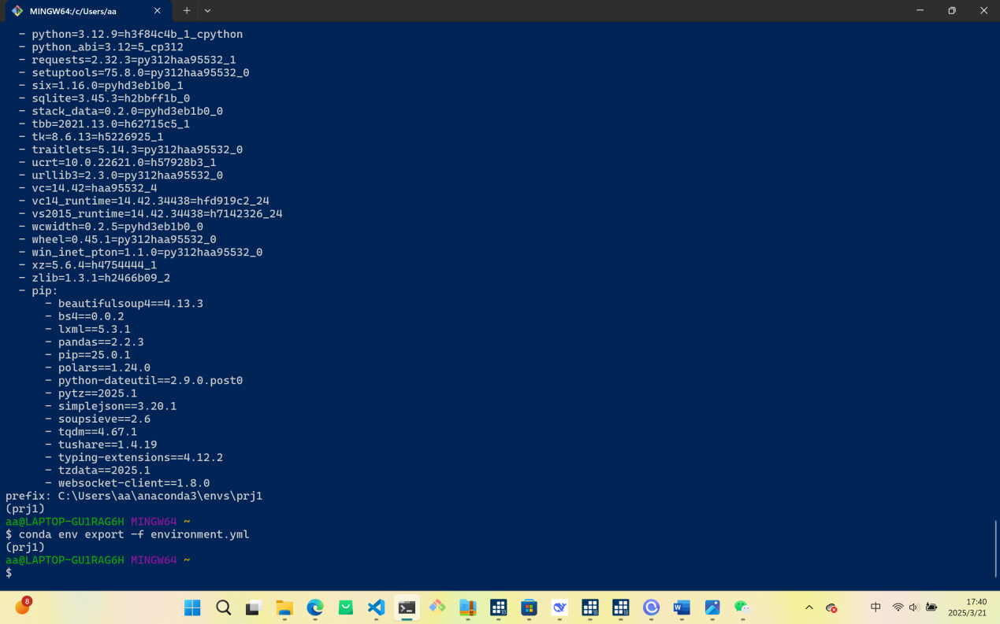 MINGW64:/c/Users/aa
- python=3.12.9=h3f84c4b_1_cpython
- python_abi=3.12=5_cp312
- requests=2.32.3=py312haa95532_1
- setuptools=75.8.0=py312haa95532_0
- six=1.16.0=pyhd3eb1b0_1
- sqlite=3.45.3=h2bbff1b_0
- stack_data=0.2.0=pyhd3eb1b0_0
- tbb=2021.13.0=h62715c5_1
- tk=8.6.13=h5226925_1
- traitlets=5.14.3=py312haa95532_0
- ucrt=10.0.22621.0=h57928b3_1
- urllib3=2.3.0=py312haa95532_0
- vc=14.42=haa95532_4
- vc14_runtime=14.42.34438=hfd919c2_24
- vs2015_runtime=14.42.34438=h7142326_24
- wcwidth=0.2.5=pyhd3eb1b0_0
- wheel=0.45.1=py312haa95532_0
- win_inet_pton=1.1.0=py312haa95532_0
- xz=5.6.4=h4754444_1
- zlib=1.3.1=h2466b09_2
- pip:
- beautifulsoup4==4.13.3
- bs4==0.0.2
- lxml==5.3.1
- pandas==2.2.3
- pip==25.0.1
- polars==1.24.0
- python-dateutil==2.9.0.post0
- pytz==2025.1
- simplejson==3.20.1
- soupsieve==2.6
- tqdm==4.67.1
- tushare==1.4.19
- typing-extensions==4.12.2
- tzdata==2025.1
- websocket-client==1.8.0
prefix: C:\Users\aa\anaconda3\envs\prj1
(prj1)
aa@LAPTOP-GU1RAG6H MINGW64 ~
$ conda env export -f environment.yml
(prj1)
aa@LAPTOP-GU1RAG6H MINGW64 ~
$
8
中
17:40
2025/3/21